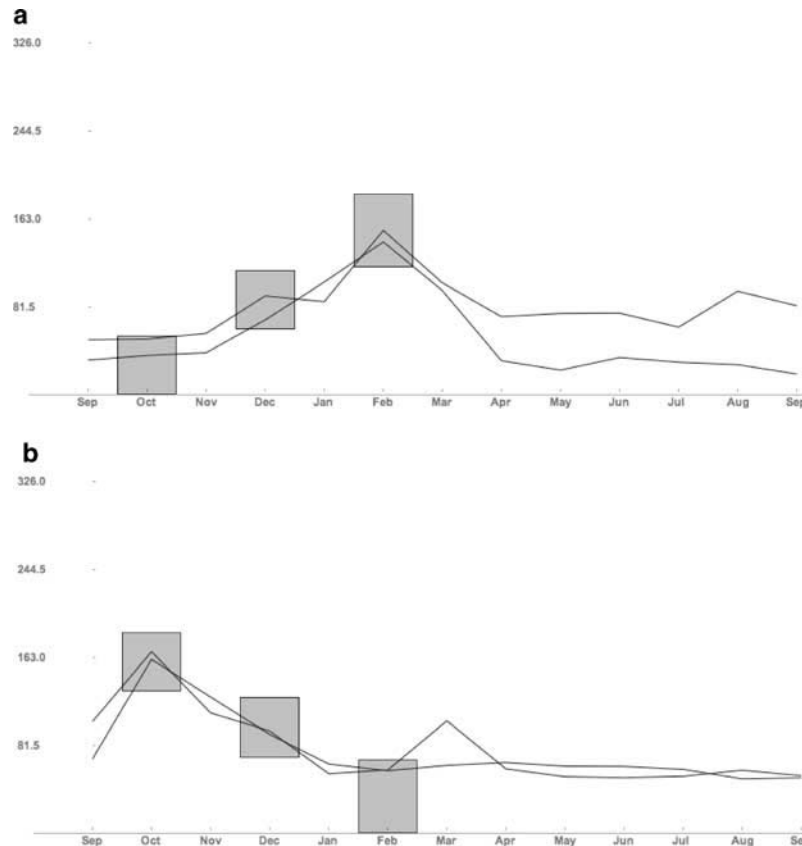 a
326.0
244.5
163.0
81.5
Sep Oct Nov Dec Jan Feb Mar Apr May Jun Jul Aug Sep
b
326.0
244.5
163.0
81.5
Sep Oct Nov Dec Jan Feb Mar Apr May Jun Jul Aug Se